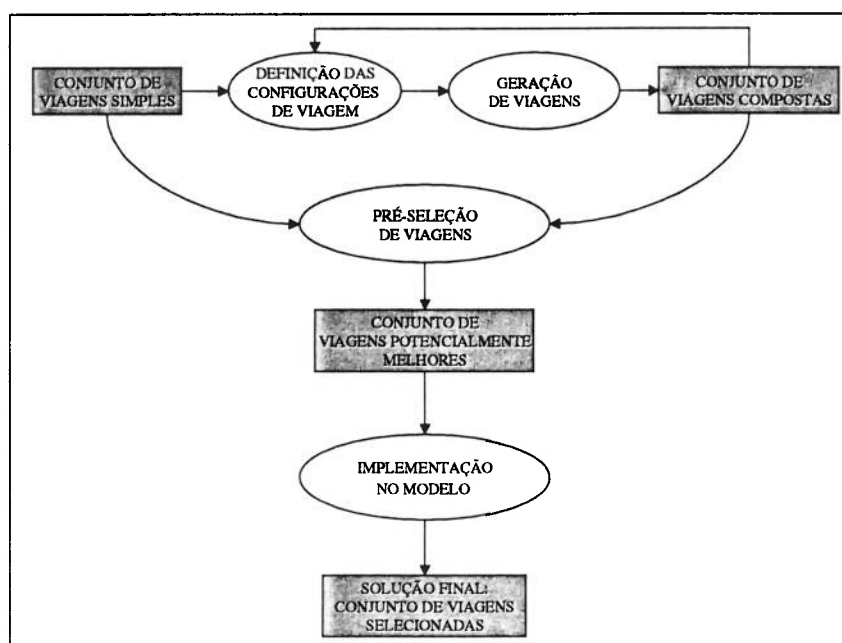 CONJUNTO DE
VIAGENS SIMPLES
DEFINIÇÃO DAS
CONFIGURAÇÕES
DE VIAGEM
GERAÇÃO
DE VIAGENS
CONJUNTO DE
VIAGENS COMPOSTAS
PRÉ-SELEÇÃO
DE VIAGENS
CONJUNTO DE
VIAGENS POTENCIALMENTE
MELHORES
IMPLEMENTAÇÃO
NO MODELO
SOLUÇÃO FINAL:
CONJUNTO DE VIAGENS
SELECIONADAS